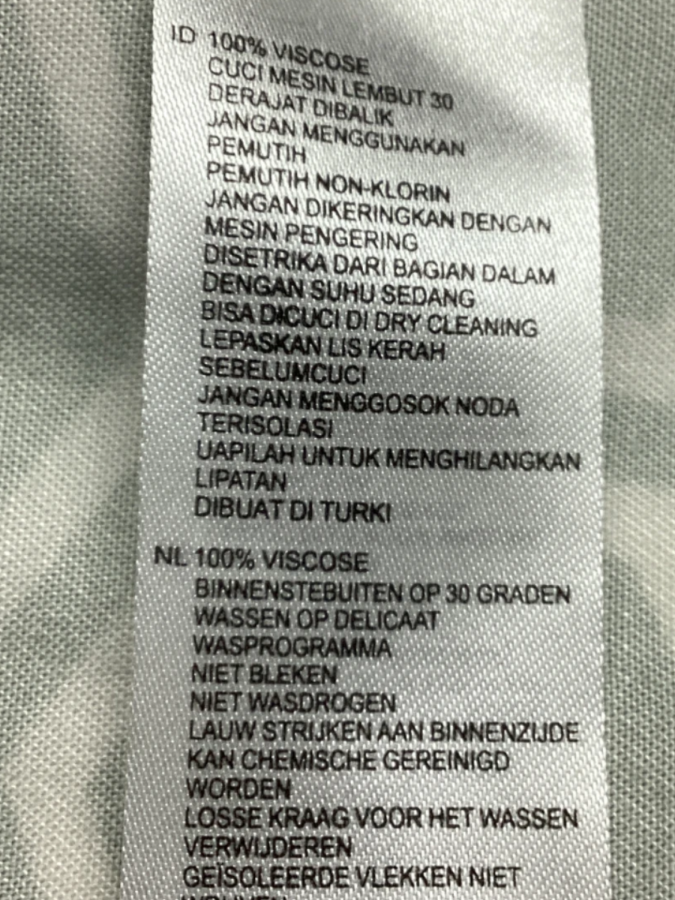 ID 100% VISCOSE
CUCI MESIN LEMBUT 30
DERAJAT DIBALIK
JANGAN MENGGUNAKAN
PEMUTIH
PEMUTIH NON-KLORIN
JANGAN DIKERINGKAN DENGAN
MESIN PENGERING
DISETRIKA DARI BAGIAN DALAM
DENGAN SUHU SEDANG
BISA DICUCI DI DRY CLEANING
LEPASKAN LIS KERAH
SEBELUMCUCI
JANGAN MENGGOSOK NODA
TERISOLASI
UAPILAH UNTUK MENGHILANGKAN
LIPATAN
DIBUAT DI TURKI
NL 100% VISCOSE
BINNENSTEBUITEN OP 30 GRADEN
WASSEN OP DELICAAT
WASPROGRAMMA
NIET BLEKEN
NIET WASDROGEN
LAUW STRIJKEN AAN BINNENZIJDE
KAN CHEMISCHE GEREINIGD
WORDEN
LOSSE KRAAG VOOR HET WASSEN
VERWIJDEREN
GEÏSOLEERDE VLEKKEN NIET